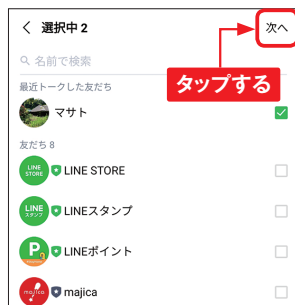 選択中 2
次へ
名前で検索
タップする
最近トークした友だち
マサト
友だち 8
LINE STORE
LINE STORE
LINE スタンプ
LINEスタンプ
P
LINEポイント
majica
majica